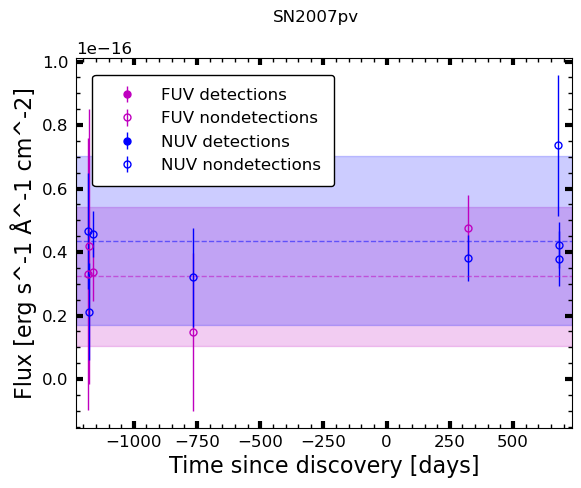 SN2007pv
1e−16
1.0
0.8
0.6
0.4
0.2
0.0
Flux [erg s^-1 Å^-1 cm^-2]
FUV detections
FUV nondetections
NUV detections
NUV nondetections
−1000 −750 −500 −250 0 250 500
Time since discovery [days]